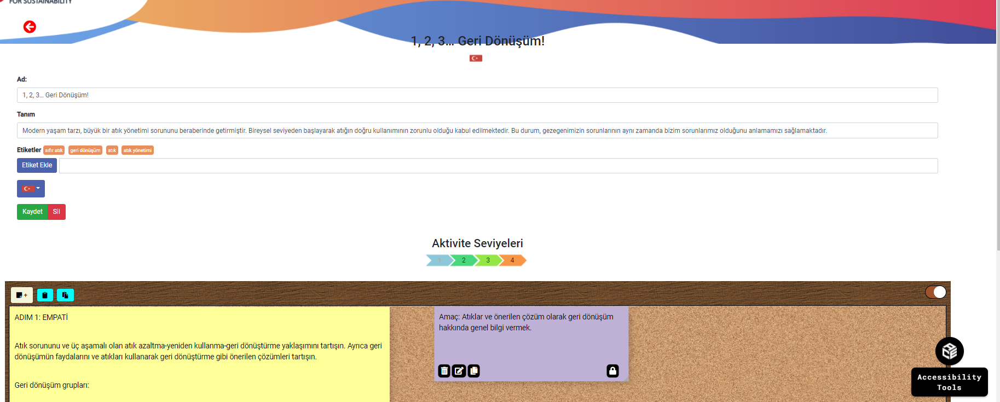 FOR SUSTAINABILITY
1, 2, 3... Geri Dönüşüm!
Ad:
1, 2, 3... Geri Dönüşüm!
Tanım
Modern yaşam tarzı, büyük bir atık yönetimi sorununu beraberinde getirmiştir. Bireysel seviyeden başlayarak atığın doğru kullanımının zorunlu olduğu kabul edilmektedir. Bu durum, gezegenimizin sorunlarının aynı zamanda bizim sorunlarımız olduğunu anlamamızı sağlamaktadır.
Etiketler sıfır atık geri dönüşüm atık atık yönetimi
Etiket Ekle
Kaydet Sil
Aktivite Seviyeleri
1 2 3 4
+
ADIM 1: EMPATİ
Atık sorununu ve üç aşamalı olan atık azaltma-yeniden kullanma-geri dönüştürme yaklaşımını tartışın. Ayrıca geri
dönüşümün faydalarını ve atıkları kullanarak geri dönüştürme gibi önerilen çözümleri tartışın.
Geri dönüşüm grupları:
Amaç: Atıklar ve önerilen çözüm olarak geri dönüşüm
hakkında genel bilgi vermek.
Accessibility
Tools